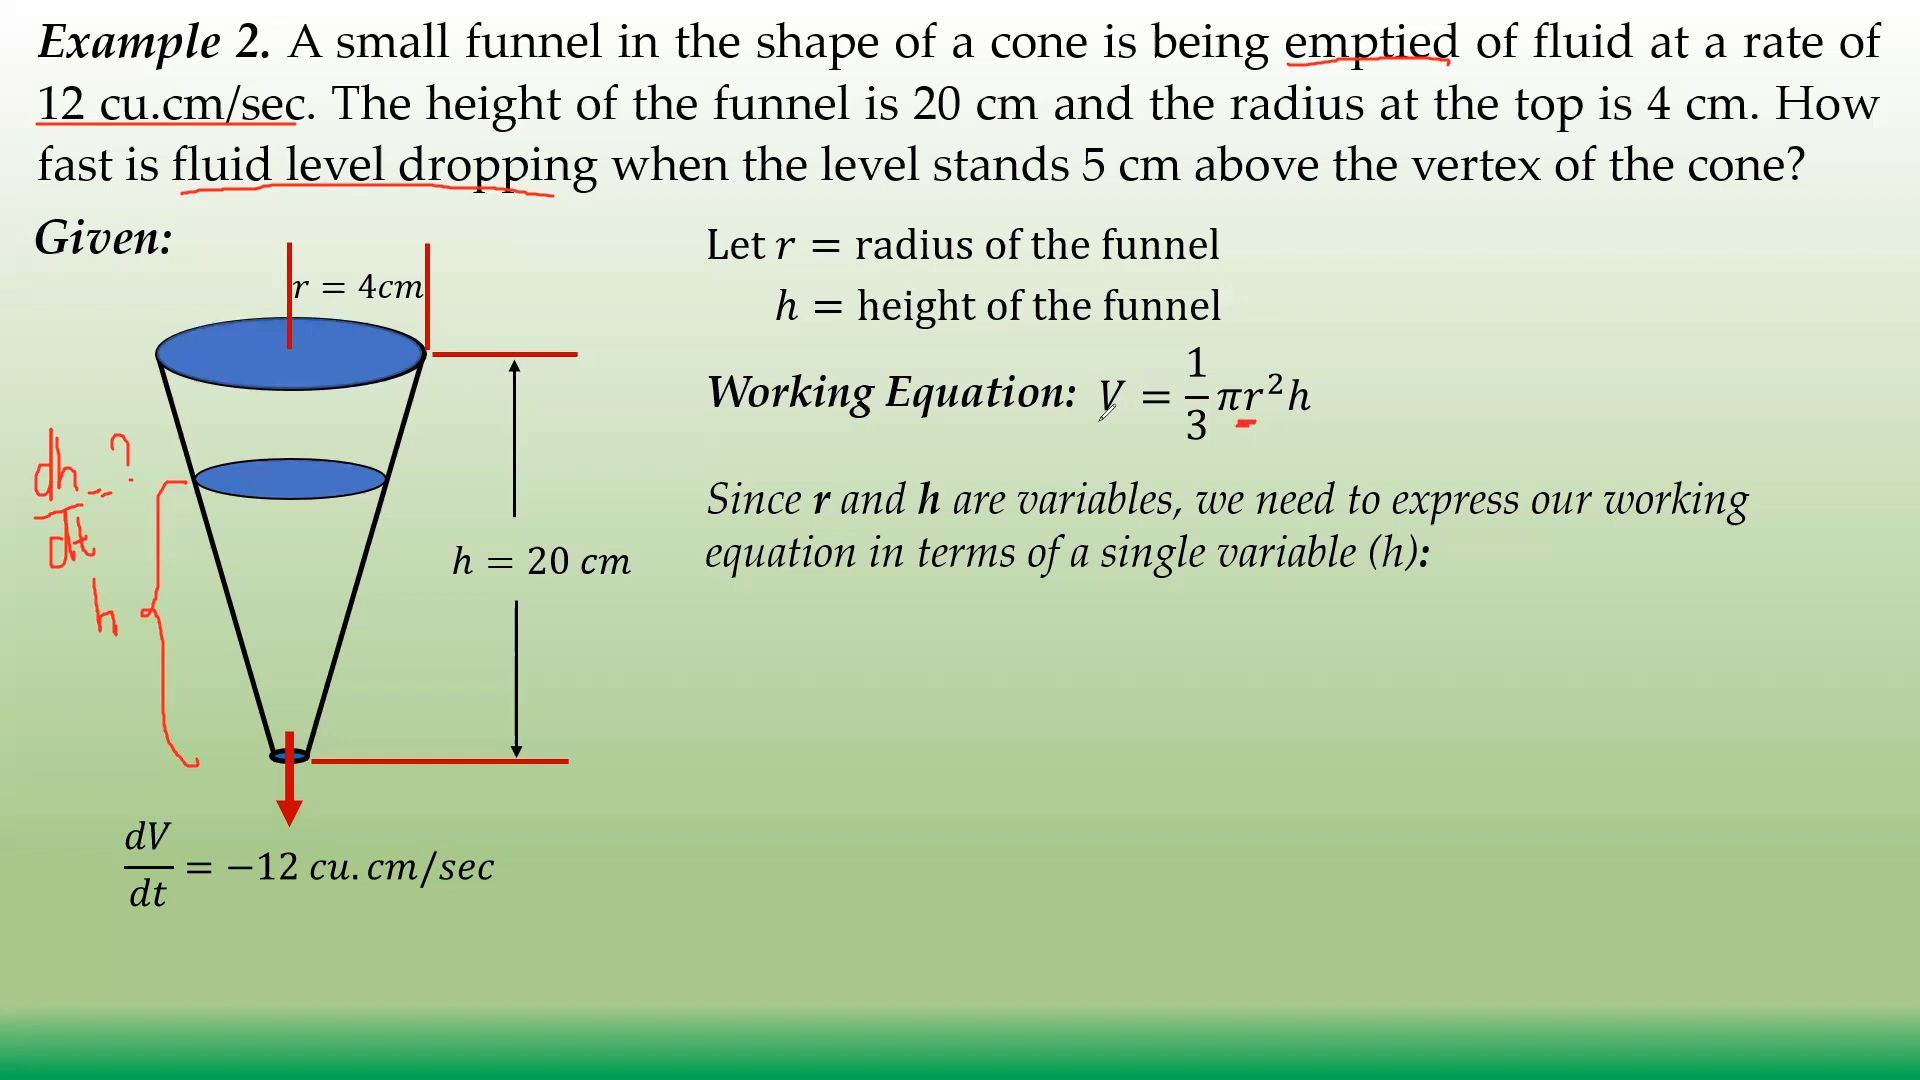 Example 2. A small funnel in the shape of a cone is being emptied of fluid at a rate of
12 cu.cm/sec. The height of the funnel is 20 cm and the radius at the top is 4 cm. How
fast is fluid level dropping when the level stands 5 cm above the vertex of the cone?
Given:
r = 4cm
dh/dt = ?
h
h = 20 cm
dV/dt = −12 cu.cm/sec
Let r = radius of the funnel
h = height of the funnel
Working Equation: V = 1/3 πr²h
Since r and h are variables, we need to express our working
equation in terms of a single variable (h):